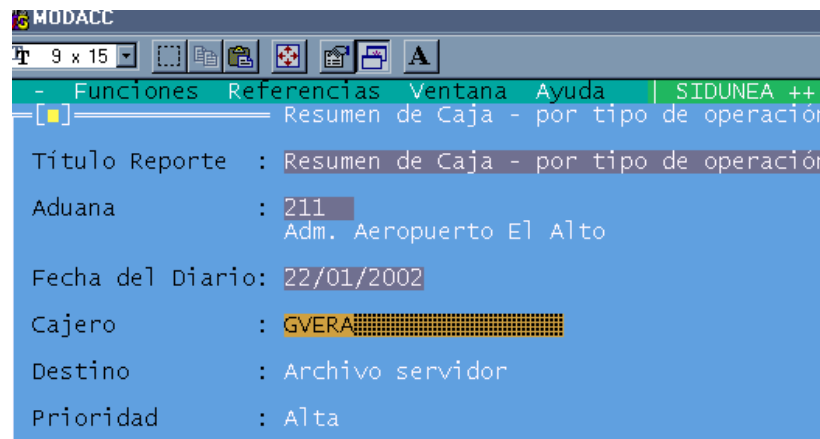 MODACC
9 x 15
A
- Funciones Referencias Ventana Ayuda | SIDUNEA ++
Resumen de Caja - por tipo de operación
Título Reporte : Resumen de Caja - por tipo de operación
Aduana : 211
Adm. Aeropuerto El Alto
Fecha del Diario: 22/01/2002
Cajero : GVERA
Destino : Archivo servidor
Prioridad : Alta